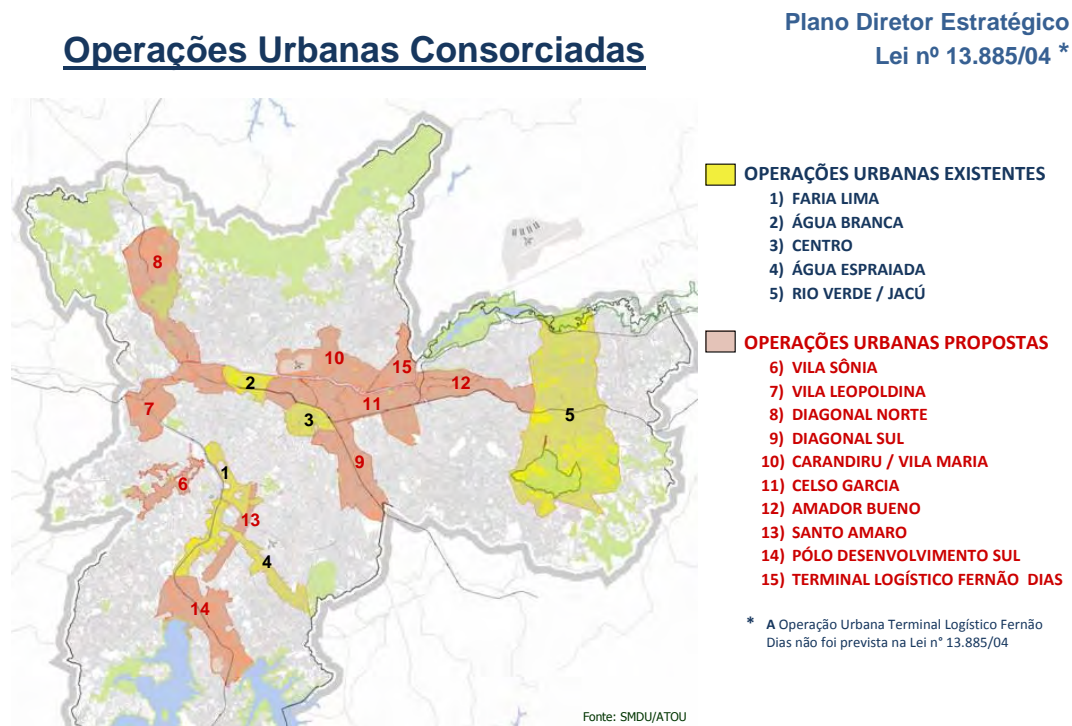 Operações Urbanas Consorciadas
Plano Diretor Estratégico
Lei nº 13.885/04 *
OPERAÇÕES URBANAS EXISTENTES
1) FARIA LIMA
2) ÁGUA BRANCA
3) CENTRO
4) ÁGUA ESPRAIADA
5) RIO VERDE / JACÚ
OPERAÇÕES URBANAS PROPOSTAS
6) VILA SÔNIA
7) VILA LEOPOLDINA
8) DIAGONAL NORTE
9) DIAGONAL SUL
10) CARANDIRU / VILA MARIA
11) CELSO GARCIA
12) AMADOR BUENO
13) SANTO AMARO
14) PÓLO DESENVOLVIMENTO SUL
15) TERMINAL LOGÍSTICO FERNÃO DIAS
* A Operação Urbana Terminal Logístico Fernão
Dias não foi prevista na Lei n° 13.885/04
8
10
15
2
12
7
11
3
5
9
1
6
13
4
14
Fonte: SMDU/ATOU